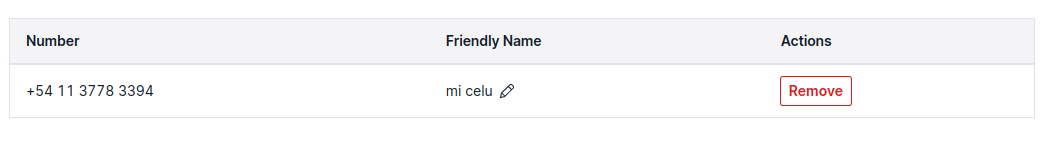 Number Friendly Name Actions
+54 11 3778 3394 mi celu Remove